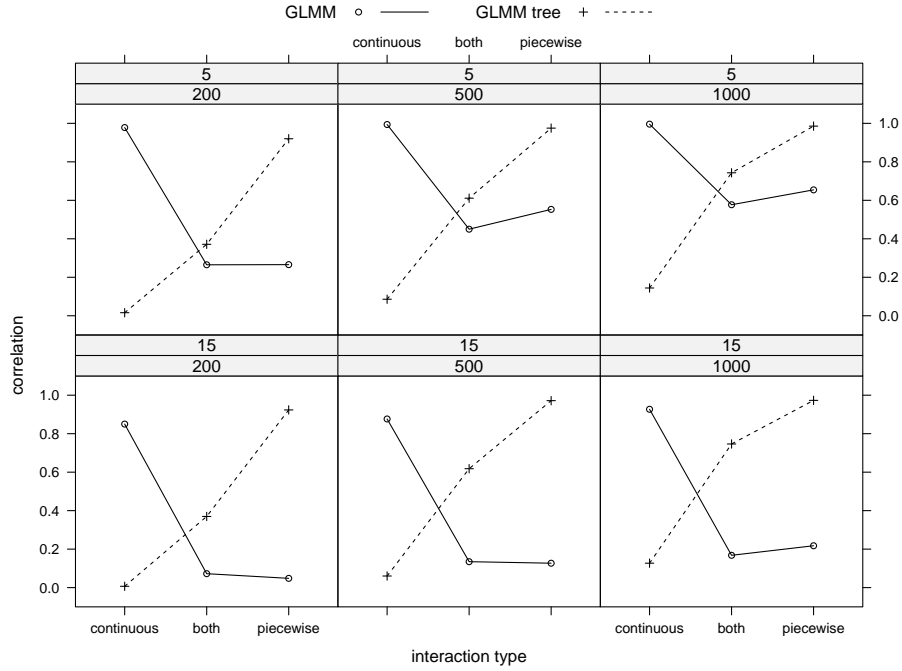 GLMM GLMM tree
continuous both piecewise
5 5 5
200 500 1000
1.0
0.8
0.6
0.4
0.2
0.0
15 15 15
200 500 1000
1.0
0.8
0.6
0.4
0.2
0.0
correlation
continuous both piecewise continuous both piecewise
interaction type